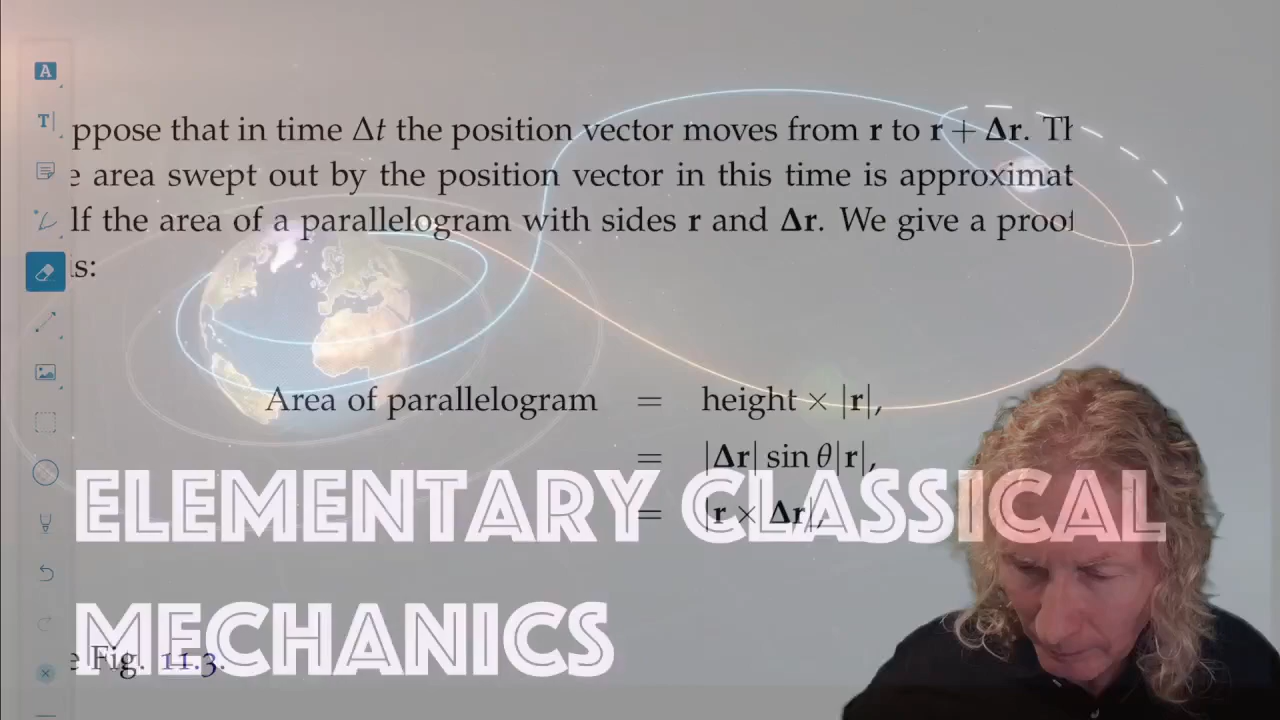 ppose that in time Δt the position vector moves from r to r + Δr. Th
e area swept out by the position vector in this time is approximat
lf the area of a parallelogram with sides r and Δr. We give a proof
is:
Area of parallelogram = height × |r|,
= |Δr| sin θ|r|,
= |r × Δr|,
ELEMENTARY CLASSICAL
MECHANICS
e Fig. 11.3.